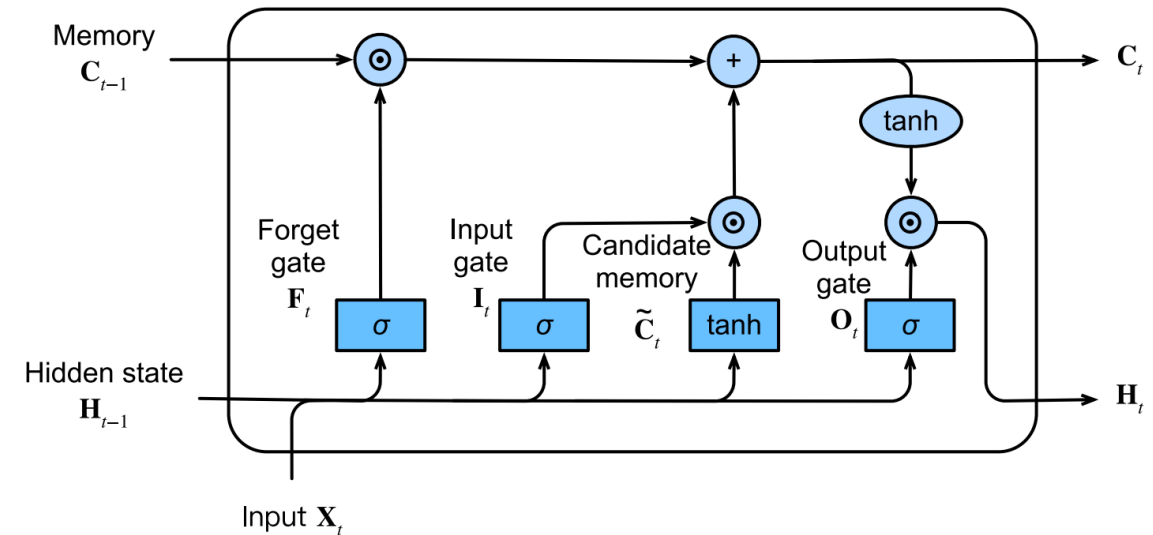 Memory
C_{t−1}
⊙
+
C_t
tanh
Forget
gate
F_t
σ
Input
gate
I_t
σ
Candidate
memory
C̃_t
tanh
⊙
Output
gate
O_t
σ
⊙
Hidden state
H_{t−1}
H_t
Input X_t